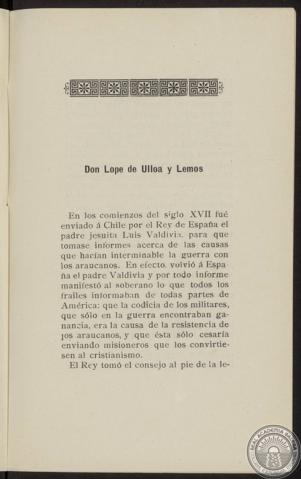 Don Lope de Ulloa y Lemos
En los comienzos del siglo XVII fué
enviado á Chile por el Rey de España el
padre jesuita Luis Valdivia, para que
tomase informes acerca de las causas
que hacían interminable la guerra con
los araucanos. En efecto, volvió á Espa
ña el padre Valdivia y por todo informe
manifestó al soberano lo que todos los
frailes informaban de todas partes de
América: que la codicia de los militares,
que sólo en la guerra encontraban ga-
nancia, era la causa de la resistencia de
jos araucanos, y que ésta sólo cesaría
enviando misioneros que los convirtie-
sen al cristianismo.
El Rey tomó el consejo al pie de la le-
REAL ACADEMIA GALEGA